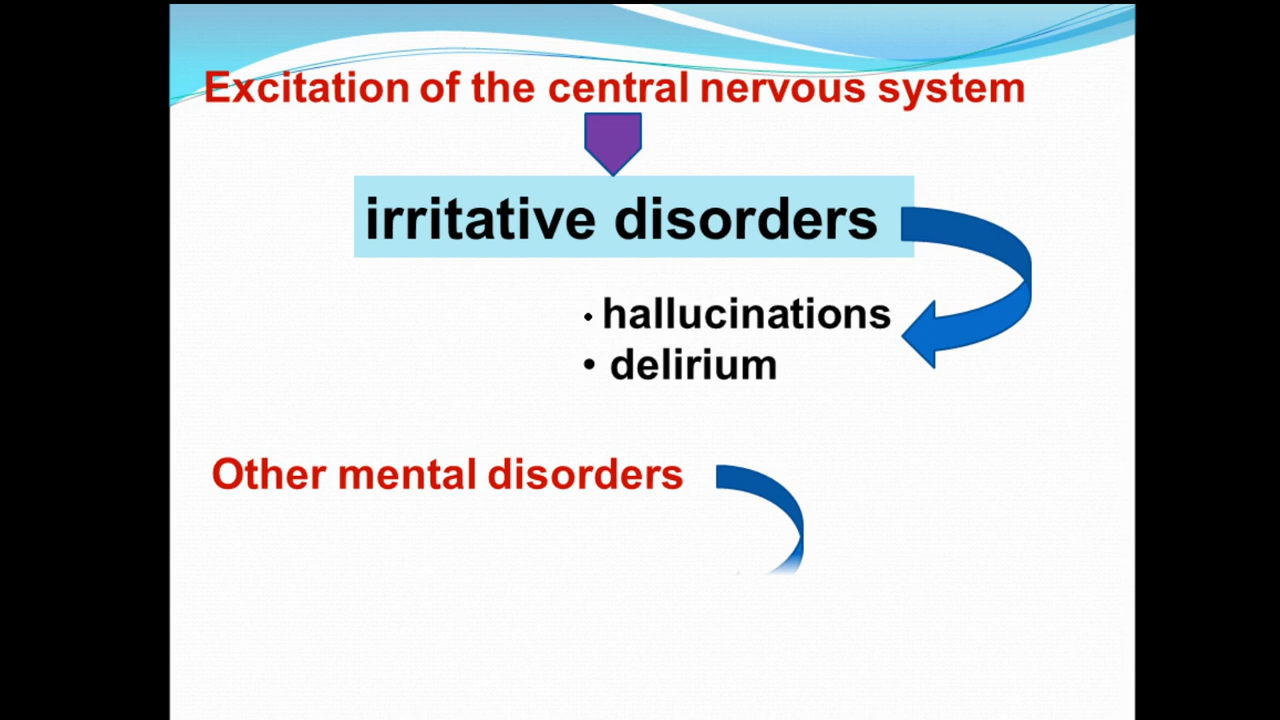 Excitation of the central nervous system
irritative disorders
• hallucinations
• delirium
Other mental disorders